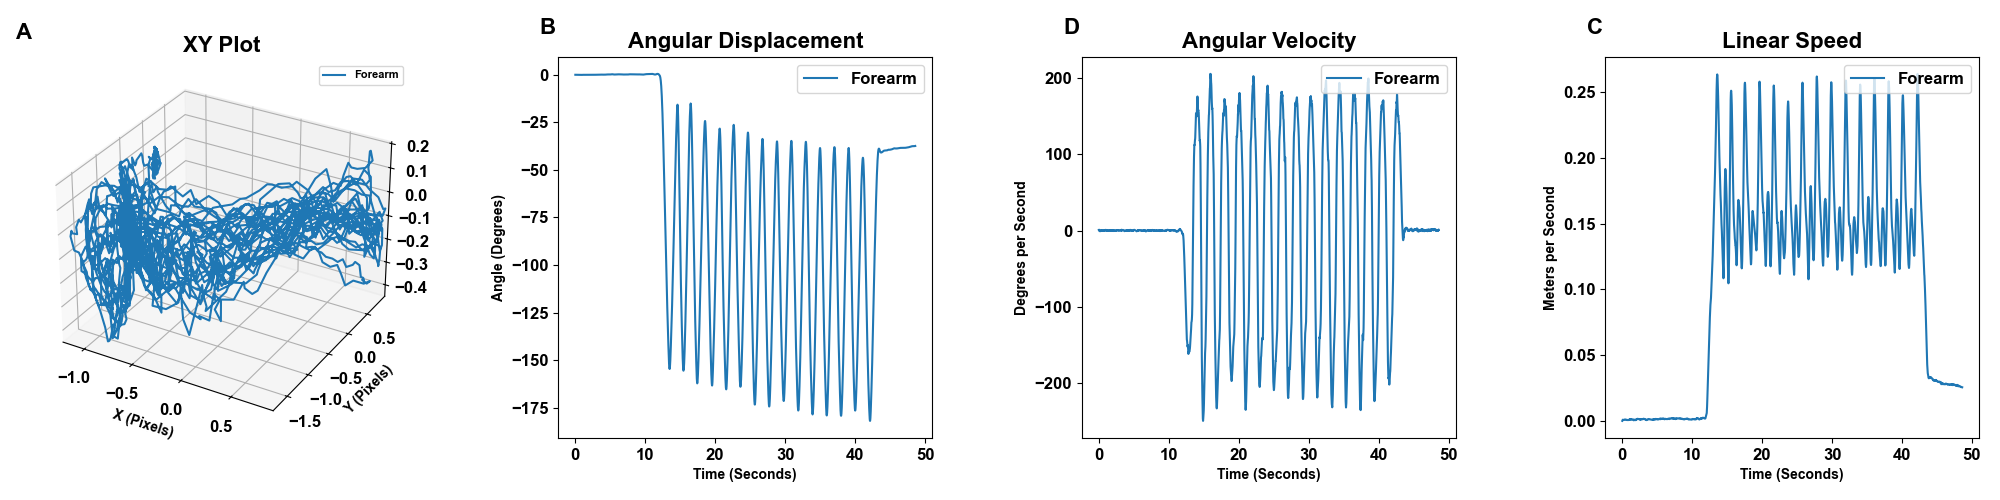 A
XY Plot
Forearm
0.2
0.1
0.0
−0.1
−0.2
−0.3
−0.4
0.5
0.0
−0.5
−1.0
−1.5
Y (Pixels)
−1.0
−0.5
0.0
0.5
X (Pixels)
B
Angular Displacement
Forearm
0
−25
−50
−75
−100
−125
−150
−175
Angle (Degrees)
0 10 20 30 40 50
Time (Seconds)
D
Angular Velocity
Forearm
200
100
0
−100
−200
Degrees per Second
0 10 20 30 40 50
Time (Seconds)
C
Linear Speed
Forearm
0.25
0.20
0.15
0.10
0.05
0.00
Meters per Second
0 10 20 30 40 50
Time (Seconds)